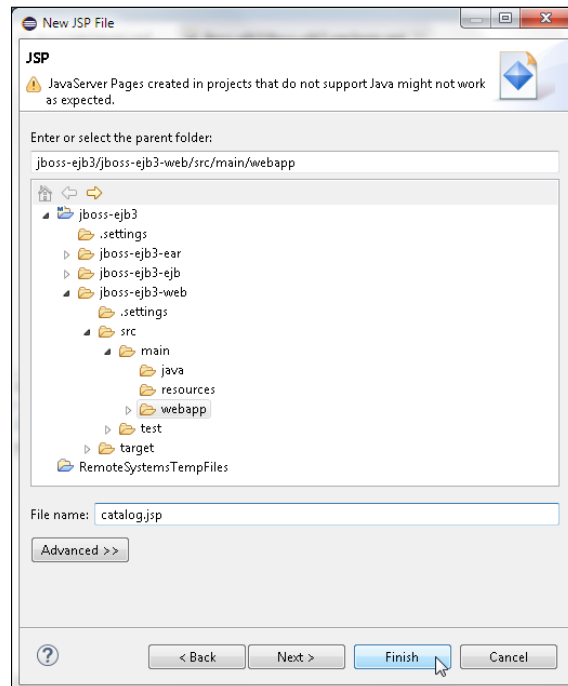 New JSP File
JSP
JavaServer Pages created in projects that do not support Java might not work
as expected.
Enter or select the parent folder:
jboss-ejb3/jboss-ejb3-web/src/main/webapp
jboss-ejb3
.settings
jboss-ejb3-ear
jboss-ejb3-ejb
jboss-ejb3-web
.settings
src
main
java
resources
webapp
test
target
RemoteSystemsTempFiles
File name: catalog.jsp
Advanced >>
< Back Next > Finish Cancel